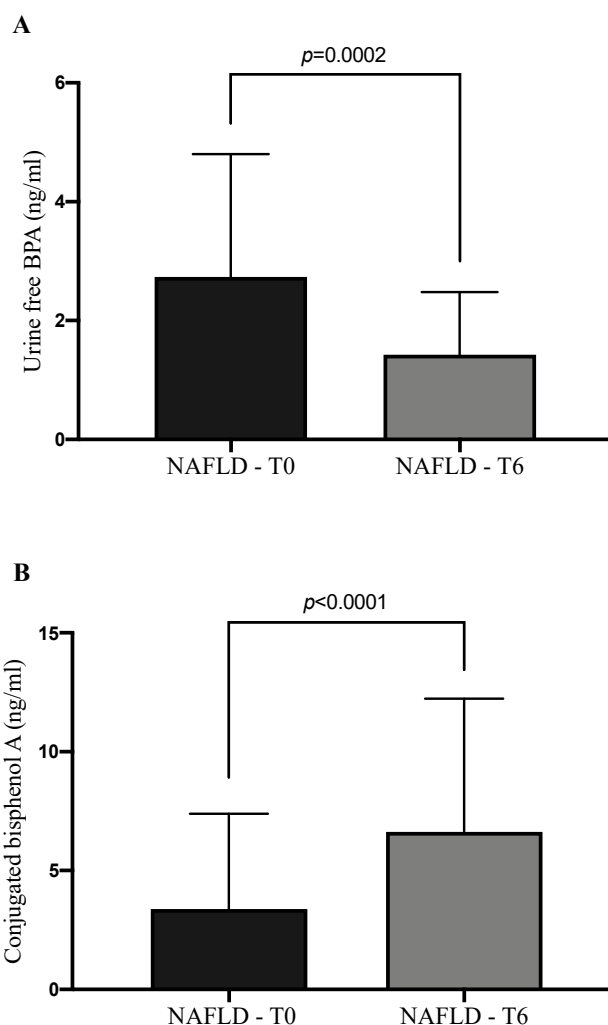 A
p=0.0002
6
4
2
0
Urine free BPA (ng/ml)
NAFLD - T0 NAFLD - T6
B
p<0.0001
15
10
5
0
Conjugated bisphenol A (ng/ml)
NAFLD - T0 NAFLD - T6